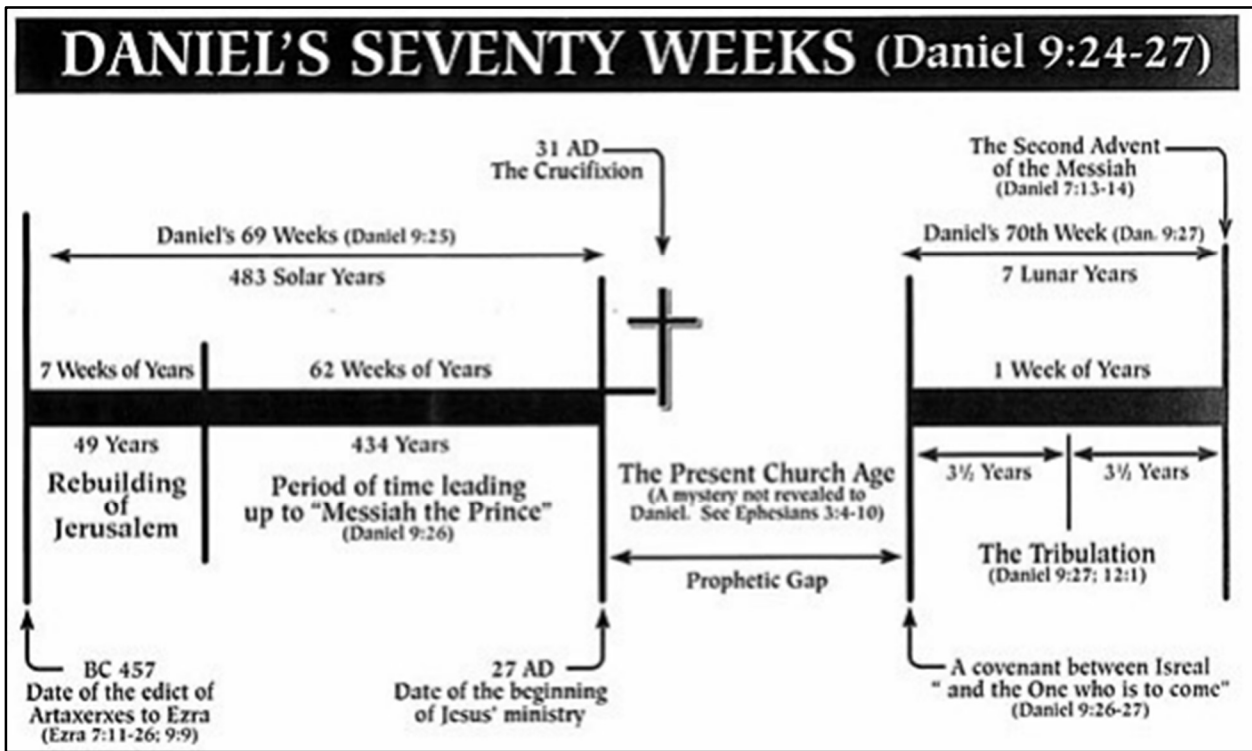 DANIEL'S SEVENTY WEEKS (Daniel 9:24-27)
31 AD
The Crucifixion
The Second Advent
of the Messiah
(Daniel 7:13-14)
Daniel's 69 Weeks (Daniel 9:25)
483 Solar Years
Daniel's 70th Week (Dan. 9:27)
7 Lunar Years
7 Weeks of Years
62 Weeks of Years
1 Week of Years
49 Years
434 Years
3½ Years
3½ Years
Rebuilding
of
Jerusalem
Period of time leading
up to "Messiah the Prince"
(Daniel 9:26)
The Present Church Age
(A mystery not revealed to
Daniel. See Ephesians 3:4-10)
Prophetic Gap
The Tribulation
(Daniel 9:27; 12:1)
BC 457
Date of the edict of
Artaxerxes to Ezra
(Ezra 7:11-26; 9:9)
27 AD
Date of the beginning
of Jesus' ministry
A covenant between Isreal
" and the One who is to come"
(Daniel 9:26-27)